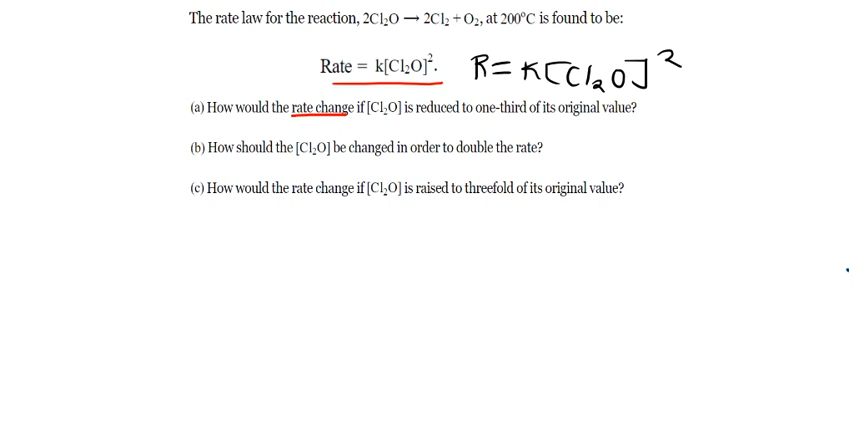 The rate law for the reaction, 2Cl₂O → 2Cl₂ + O₂, at 200°C is found to be:
Rate = k[Cl₂O]². R=K[Cl₂O]²
(a) How would the rate change if [Cl₂O] is reduced to one-third of its original value?
(b) How should the [Cl₂O] be changed in order to double the rate?
(c) How would the rate change if [Cl₂O] is raised to threefold of its original value?